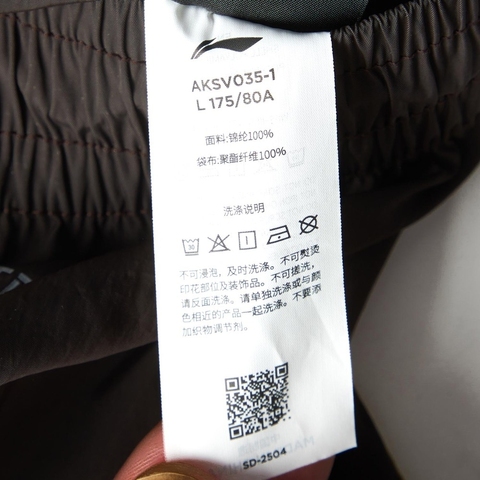 AKSV035-1
L 175/80A
面料:锦纶100%
袋布:聚酯纤维100%
洗涤说明
不可浸泡，及时洗涤。不可熨烫
印花部位及装饰品。不可搓洗，
请反面洗涤。请单独洗涤或与颜
色相近的产品一起洗涤。不要添
加织物调节剂。
SD-2504